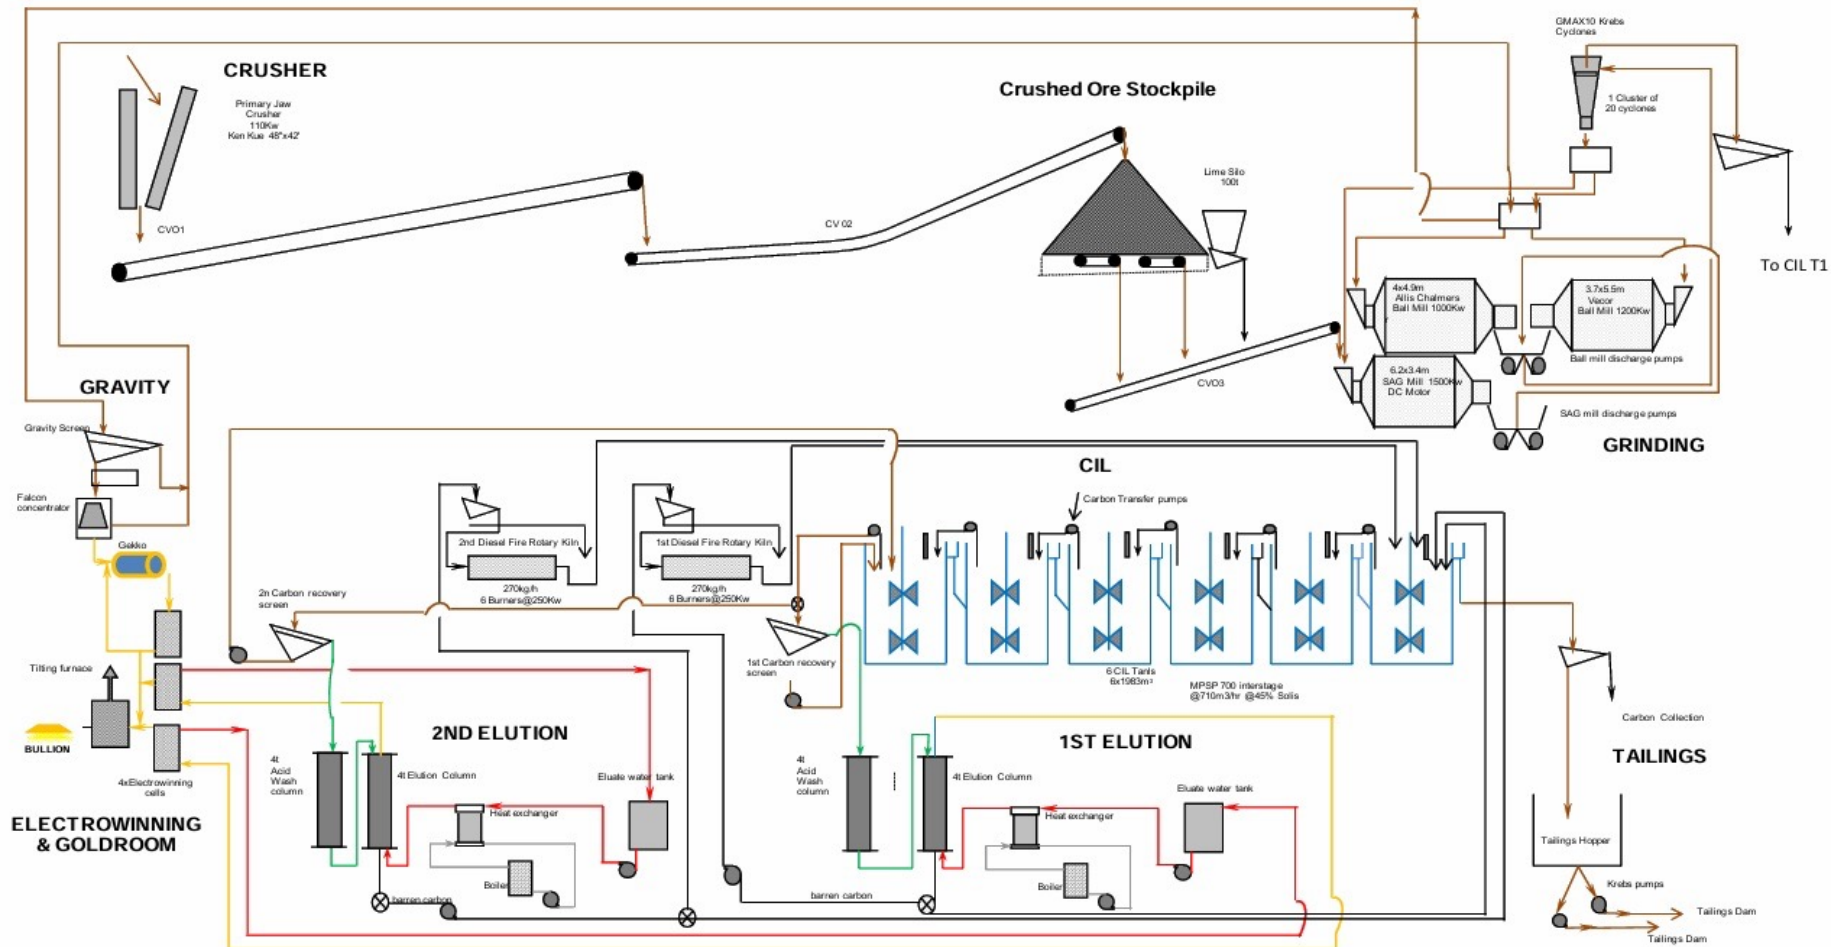 CRUSHER
Primary Jaw
Crusher
110Kw
Ken Kue 48"x42'
CVO1
CV 02
Crushed Ore Stockpile
Lime Silo
100t
CVO3
GMAX10 Krebs
Cyclones
1 Cluster of
20 cyclones
To CIL T1
4x4.9m
Allis Chalmers
Ball Mill 1000Kw
3.7x5.5m
Vecor
Ball Mill 1200Kw
Ball mill discharge pumps
6.2x3.4m
SAG Mill 1500Kw
DC Motor
SAG mill discharge pumps
GRINDING
GRAVITY
Gravity Screen
Falcon
concentrator
Gekko
2n Carbon recovery
screen
Tilting furnace
BULLION
4xElectrowinning
cells
ELECTROWINNING
& GOLDROOM
2nd Diesel Fire Rotary Kiln
270kg/h
6 Burners@250Kw
1st Diesel Fire Rotary Kiln
270kg/h
6 Burners@250Kw
CIL
Carbon Transfer pumps
1st Carbon recovery
screen
6 CIL Tanls
6x1983m³
MPSP 700 interstage
@710m3/hr @45% Solis
2ND ELUTION
4t
Acid
Wash
column
4t Elution Column
Heat exchanger
Eluate water tank
Boiler
barren carbon
1ST ELUTION
4t
Acid
Wash
column
4t Elution Column
Heat exchanger
Eluate water tank
Boiler
barren carbon
Carbon Collection
TAILINGS
Tailings Hopper
Krebs pumps
Tailings Dam
Tailings Dam